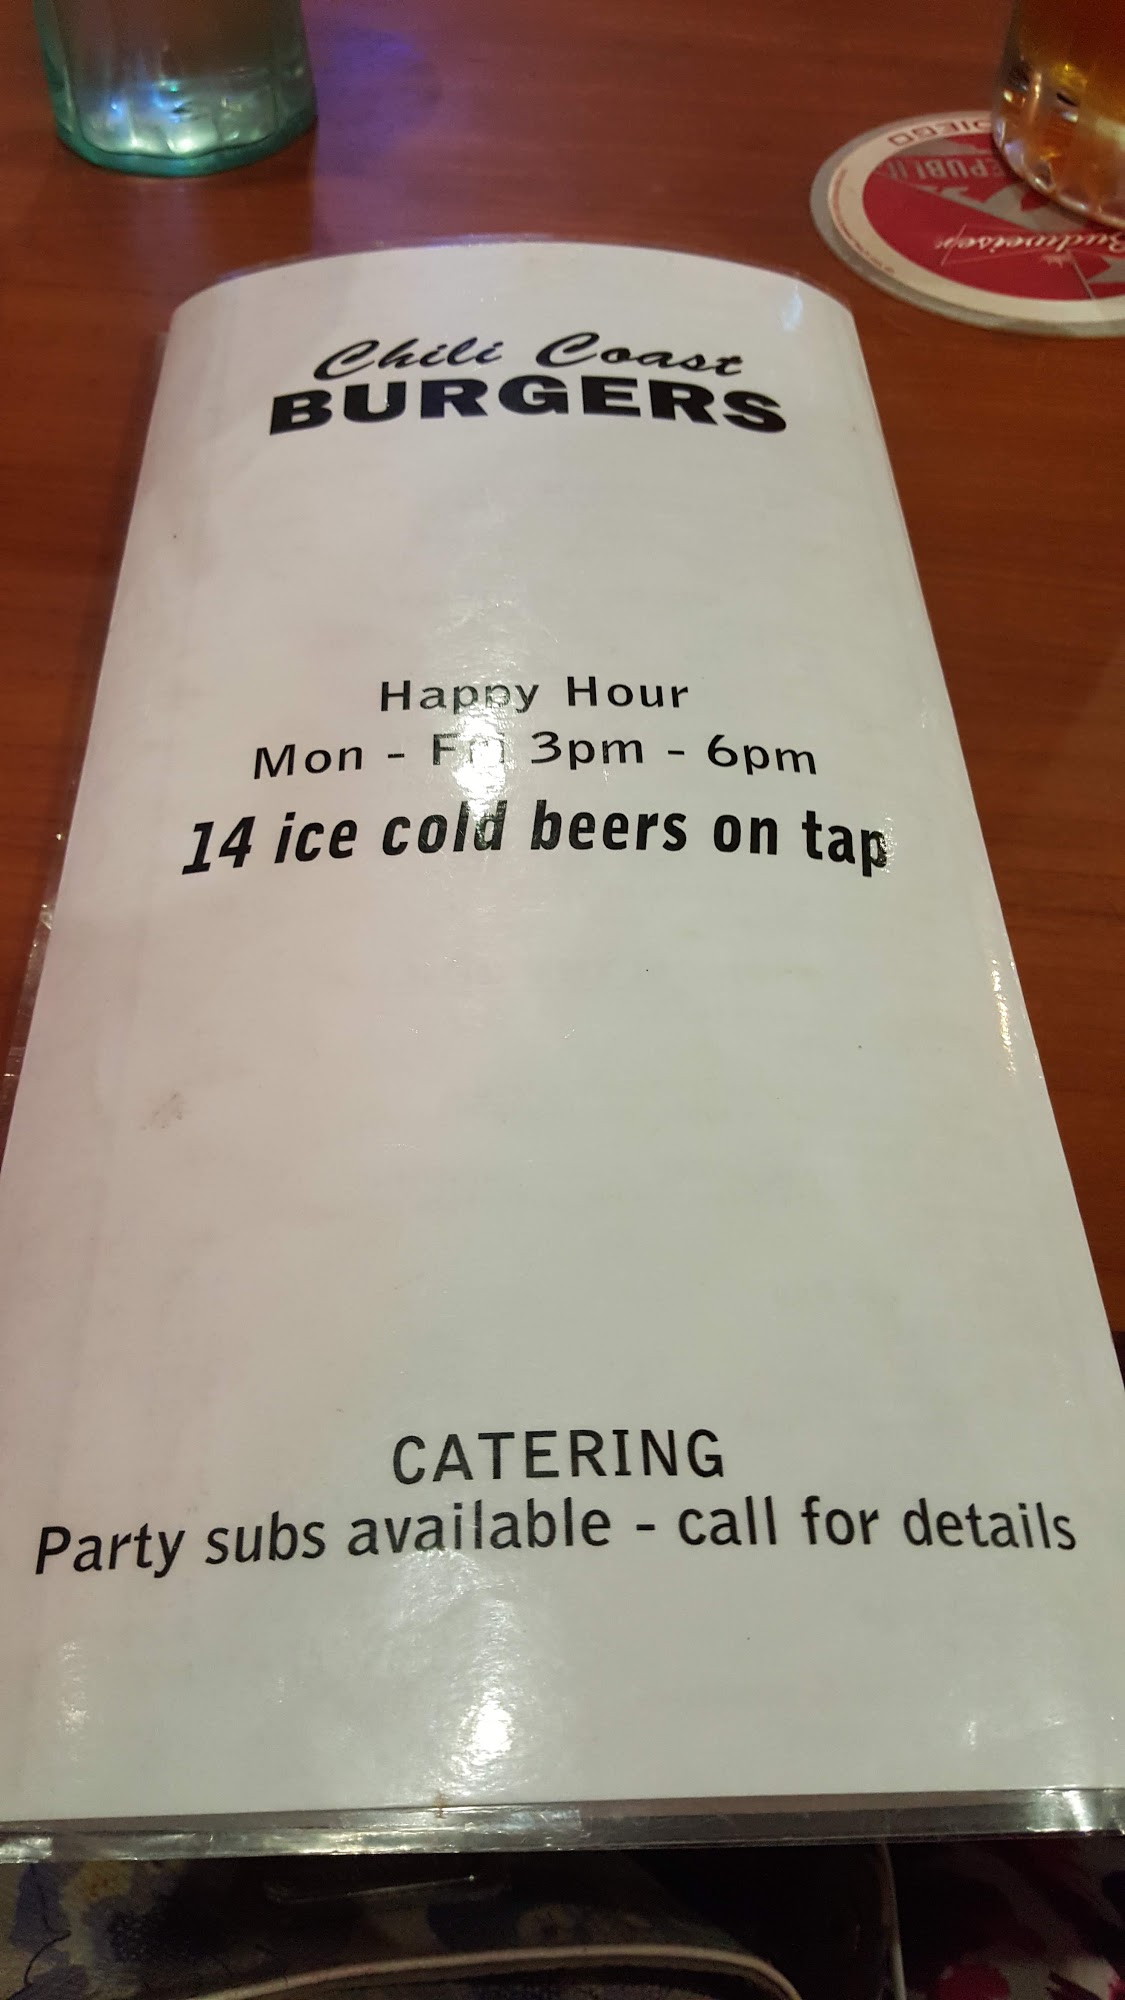 DIEGO
Budweiser
Chili Coast
BURGERS
Happy Hour
Mon - Fri 3pm - 6pm
14 ice cold beers on tap
CATERING
Party subs available - call for details